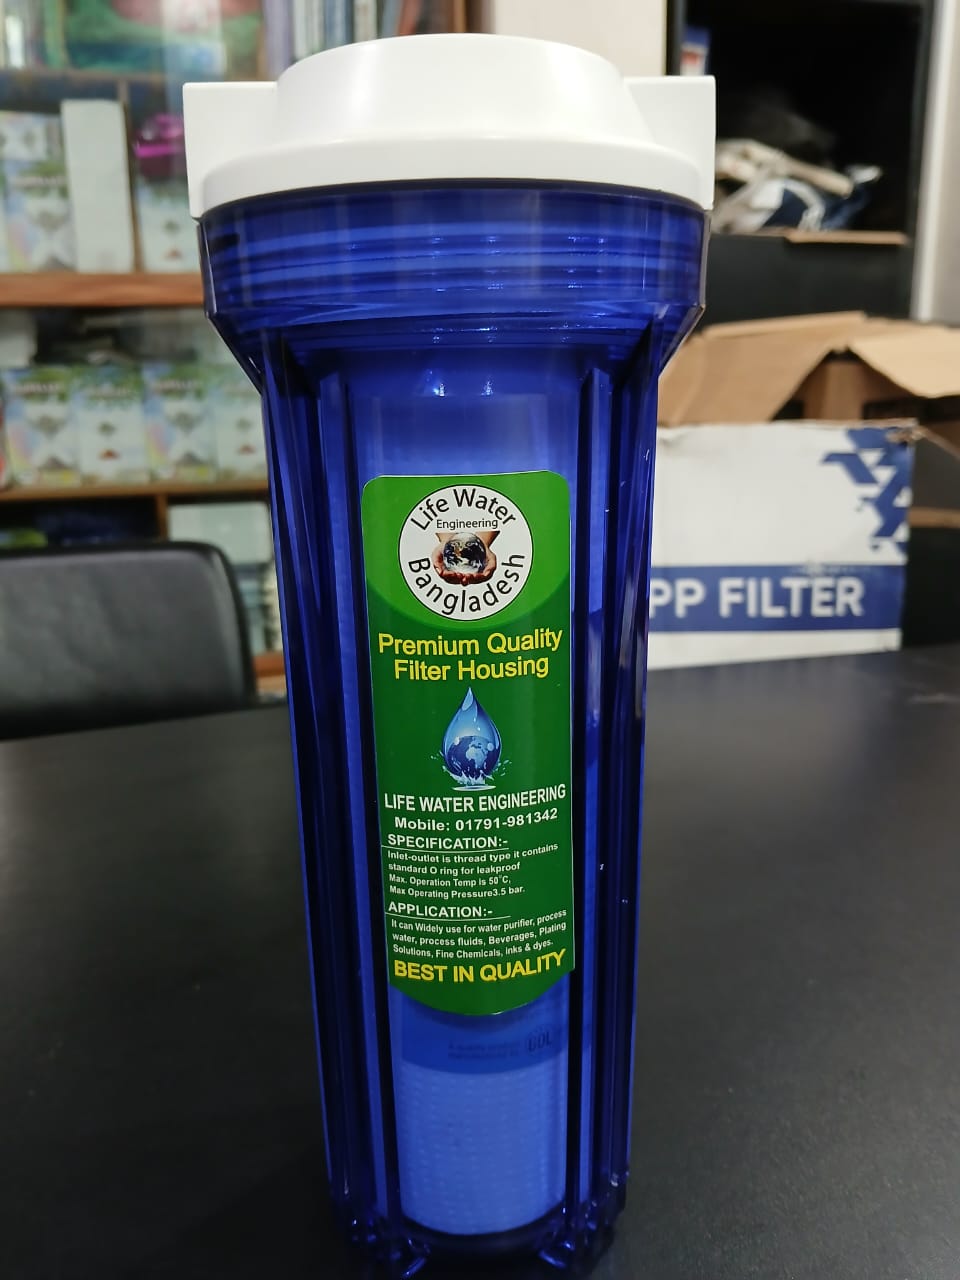 Life Water
Engineering
Bangladesh
Premium Quality
Filter Housing
LIFE WATER ENGINEERING
Mobile: 01791-981342
SPECIFICATION:-
Inlet-outlet is thread type it contains
standard O ring for leakproof
Max. Operation Temp is 50°C,
Max Operating Pressure3.5 bar.
APPLICATION:-
It can Widely use for water purifier, process
water, process fluids, Beverages, Plating
Solutions, Fine Chemicals, inks & dyes.
BEST IN QUALITY
PP FILTER